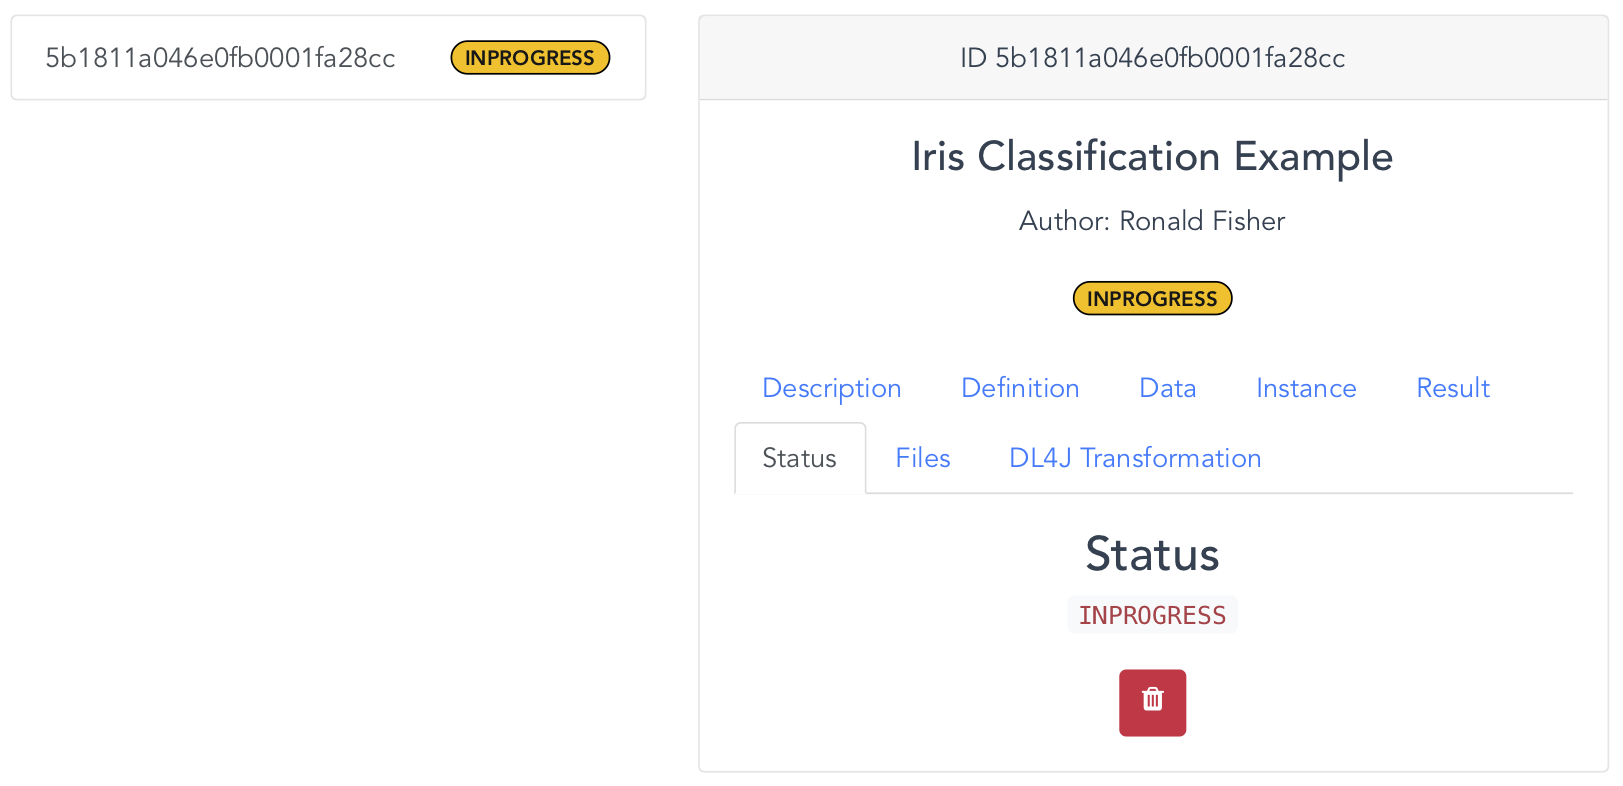 5b1811a046e0fb0001fa28cc INPROGRESS
ID 5b1811a046e0fb0001fa28cc
Iris Classification Example
Author: Ronald Fisher
INPROGRESS
Description Definition Data Instance Result
Status Files DL4J Transformation
Status
INPROGRESS